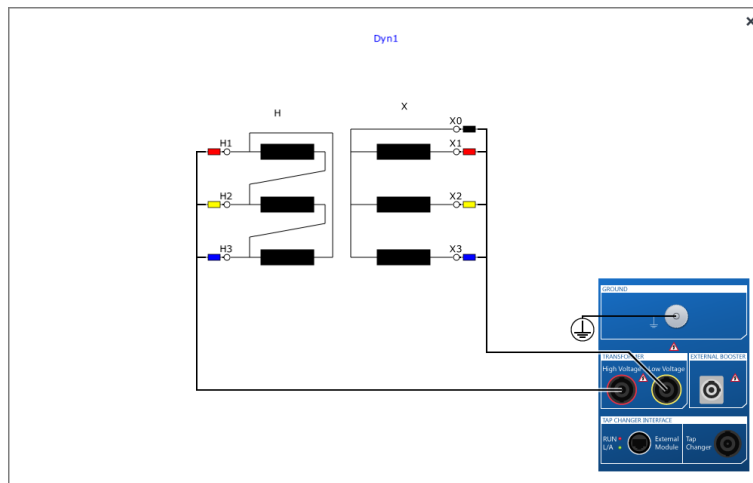 Dyn1
H
X
X0
H1
X1
H2
X2
H3
X3
GROUND
TRANSFORMER
EXTERNAL BOOSTER
High Voltage
Low Voltage
TAP CHANGER INTERFACE
RUN
L/A
External
Module
Tap
Changer